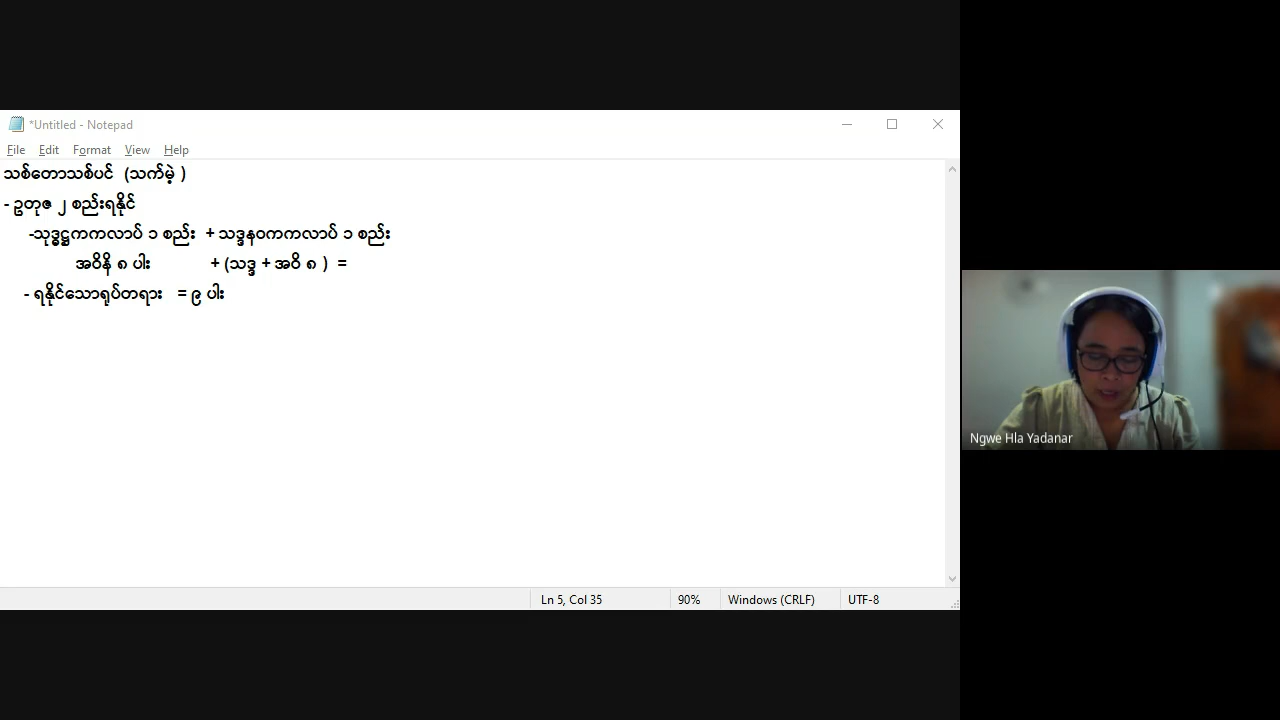 *Untitled - Notepad
File Edit Format View Help
သစ်တောသစ်ပင် (သက်မဲ့ )
- ဥတုဇ ၂ စည်းရနိုင်
-သုဒ္ဓဋ္ဌကကလာပ် ၁ စည်း + သဒ္ဒနဝကကလာပ် ၁ စည်း
အဝိနိ ၈ ပါး + (သဒ္ဒ + အဝိ ၈ ) =
- ရနိုင်သောရုပ်တရား = ၉ ပါး
Ngwe Hla Yadanar
Ln 5, Col 35 90% Windows (CRLF) UTF-8